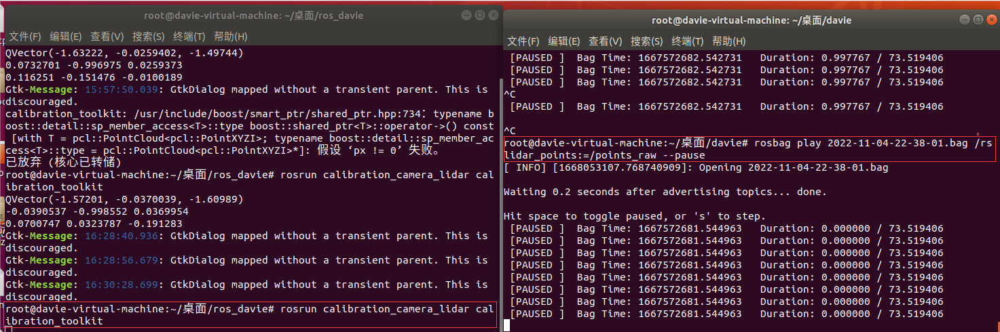 root@davie-virtual-machine: ~/桌面/ros_davie
文件(F) 编辑(E) 查看(V) 搜索(S) 终端(T) 帮助(H)
QVector(-1.63222, -0.0259402, -1.49744)
0.0732701 -0.996975 0.0259373
0.116251 -0.151476 -0.0100189
Gtk-Message: 15:57:50.039: GtkDialog mapped without a transient parent. This is
discouraged.
calibration_toolkit: /usr/include/boost/smart_ptr/shared_ptr.hpp:734: typename b
oost::detail::sp_member_access<T>::type boost::shared_ptr<T>::operator->() const
[with T = pcl::PointCloud<pcl::PointXYZI>; typename boost::detail::sp_member_ac
cess<T>::type = pcl::PointCloud<pcl::PointXYZI>*]: 假设 ‘px != 0’ 失败。
已放弃 (核心已转储)
root@davie-virtual-machine:~/桌面/ros_davie# rosrun calibration_camera_lidar cal
ibration_toolkit
QVector(-1.57201, -0.0370039, -1.60989)
-0.0390537 -0.998552 0.0369954
0.0700747 0.0323787 -0.191283
Gtk-Message: 16:28:40.936: GtkDialog mapped without a transient parent. This is
discouraged.
Gtk-Message: 16:28:56.679: GtkDialog mapped without a transient parent. This is
discouraged.
Gtk-Message: 16:30:28.699: GtkDialog mapped without a transient parent. This is
discouraged.
root@davie-virtual-machine:~/桌面/ros_davie# rosrun calibration_camera_lidar cal
ibration_toolkit
root@davie-virtual-machine: ~/桌面/davie
文件(F) 编辑(E) 查看(V) 搜索(S) 终端(T) 帮助(H)
[PAUSED ] Bag Time: 1667572682.542731 Duration: 0.997767 / 73.519406
[PAUSED ] Bag Time: 1667572682.542731 Duration: 0.997767 / 73.519406
[PAUSED ] Bag Time: 1667572682.542731 Duration: 0.997767 / 73.519406
^C
[PAUSED ] Bag Time: 1667572682.542731 Duration: 0.997767 / 73.519406
^C
root@davie-virtual-machine:~/桌面/davie# rosbag play 2022-11-04-22-38-01.bag /rs
lidar_points:=/points_raw --pause
[ INFO] [1668053107.768740909]: Opening 2022-11-04-22-38-01.bag
Waiting 0.2 seconds after advertising topics... done.
Hit space to toggle paused, or 's' to step.
[PAUSED ] Bag Time: 1667572681.544963 Duration: 0.000000 / 73.519406
[PAUSED ] Bag Time: 1667572681.544963 Duration: 0.000000 / 73.519406
[PAUSED ] Bag Time: 1667572681.544963 Duration: 0.000000 / 73.519406
[PAUSED ] Bag Time: 1667572681.544963 Duration: 0.000000 / 73.519406
[PAUSED ] Bag Time: 1667572681.544963 Duration: 0.000000 / 73.519406
[PAUSED ] Bag Time: 1667572681.544963 Duration: 0.000000 / 73.519406
[PAUSED ] Bag Time: 1667572681.544963 Duration: 0.000000 / 73.519406
[PAUSED ] Bag Time: 1667572681.544963 Duration: 0.000000 / 73.519406